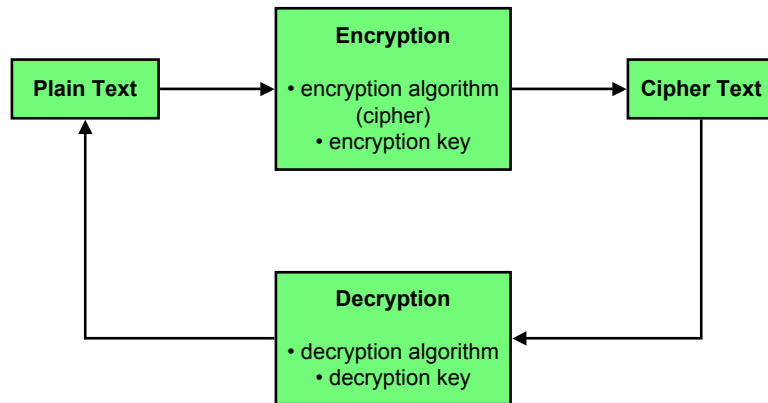 Plain Text
Encryption
• encryption algorithm
(cipher)
• encryption key
Cipher Text
Decryption
• decryption algorithm
• decryption key